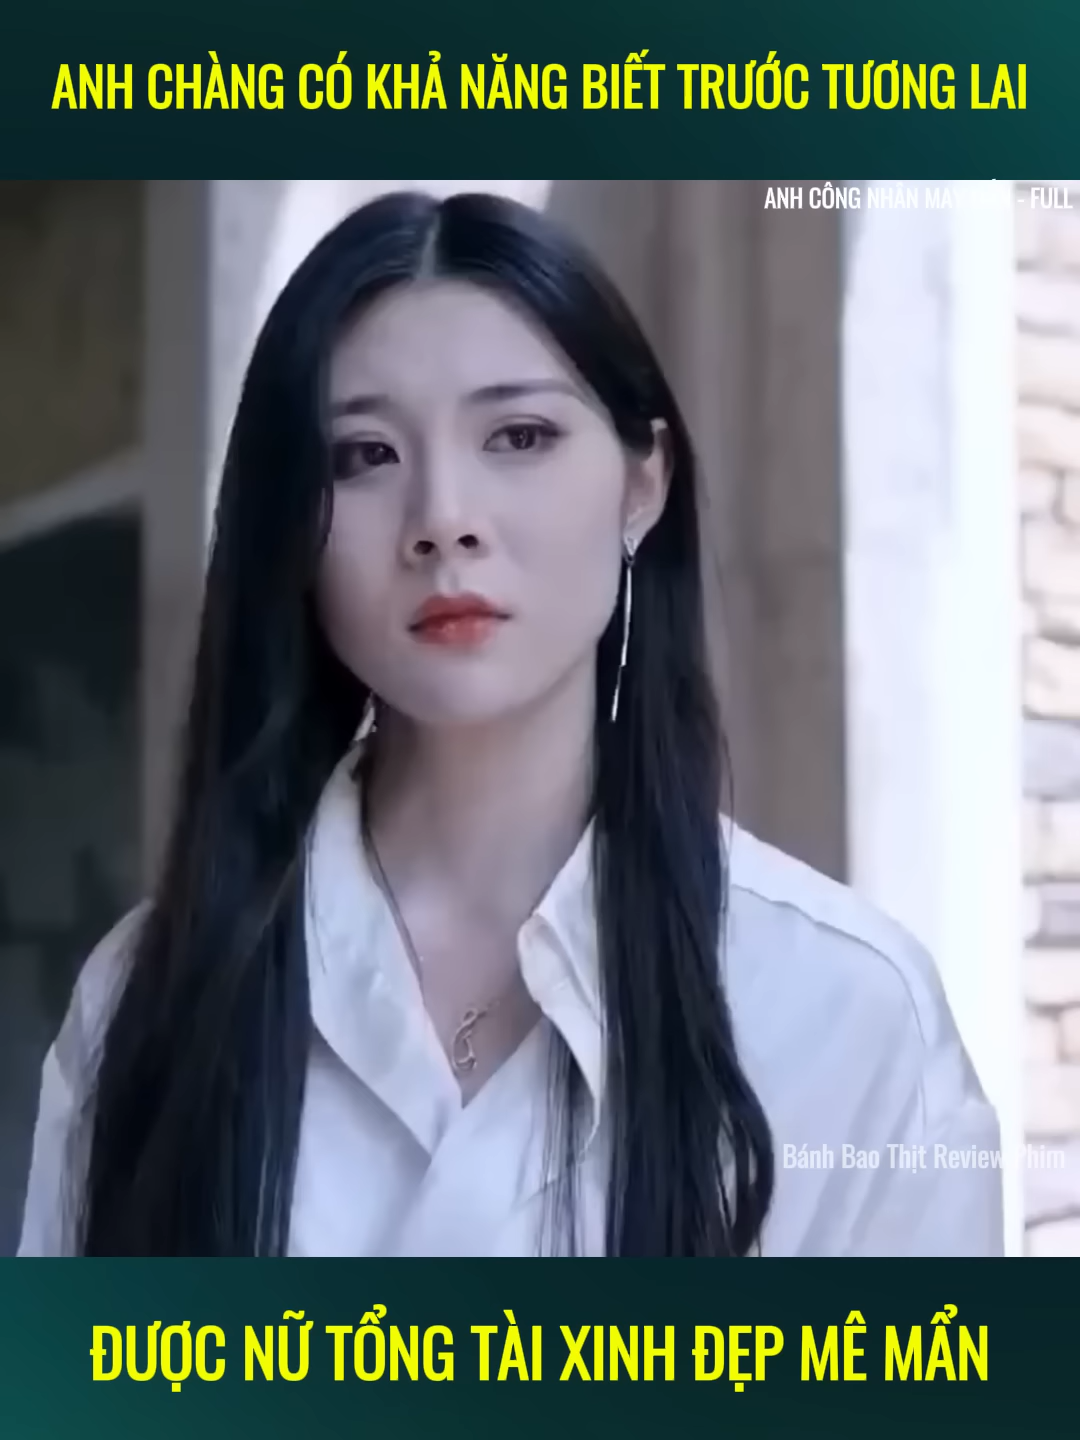 ANH CHÀNG CÓ KHẢ NĂNG BIẾT TRƯỚC TƯƠNG LAI
ANH CÔNG NHÂN MAY - FULL
Bánh Bao Thịt Review Phim
ĐƯỢC NỮ TỔNG TÀI XINH ĐẸP MÊ MẨN